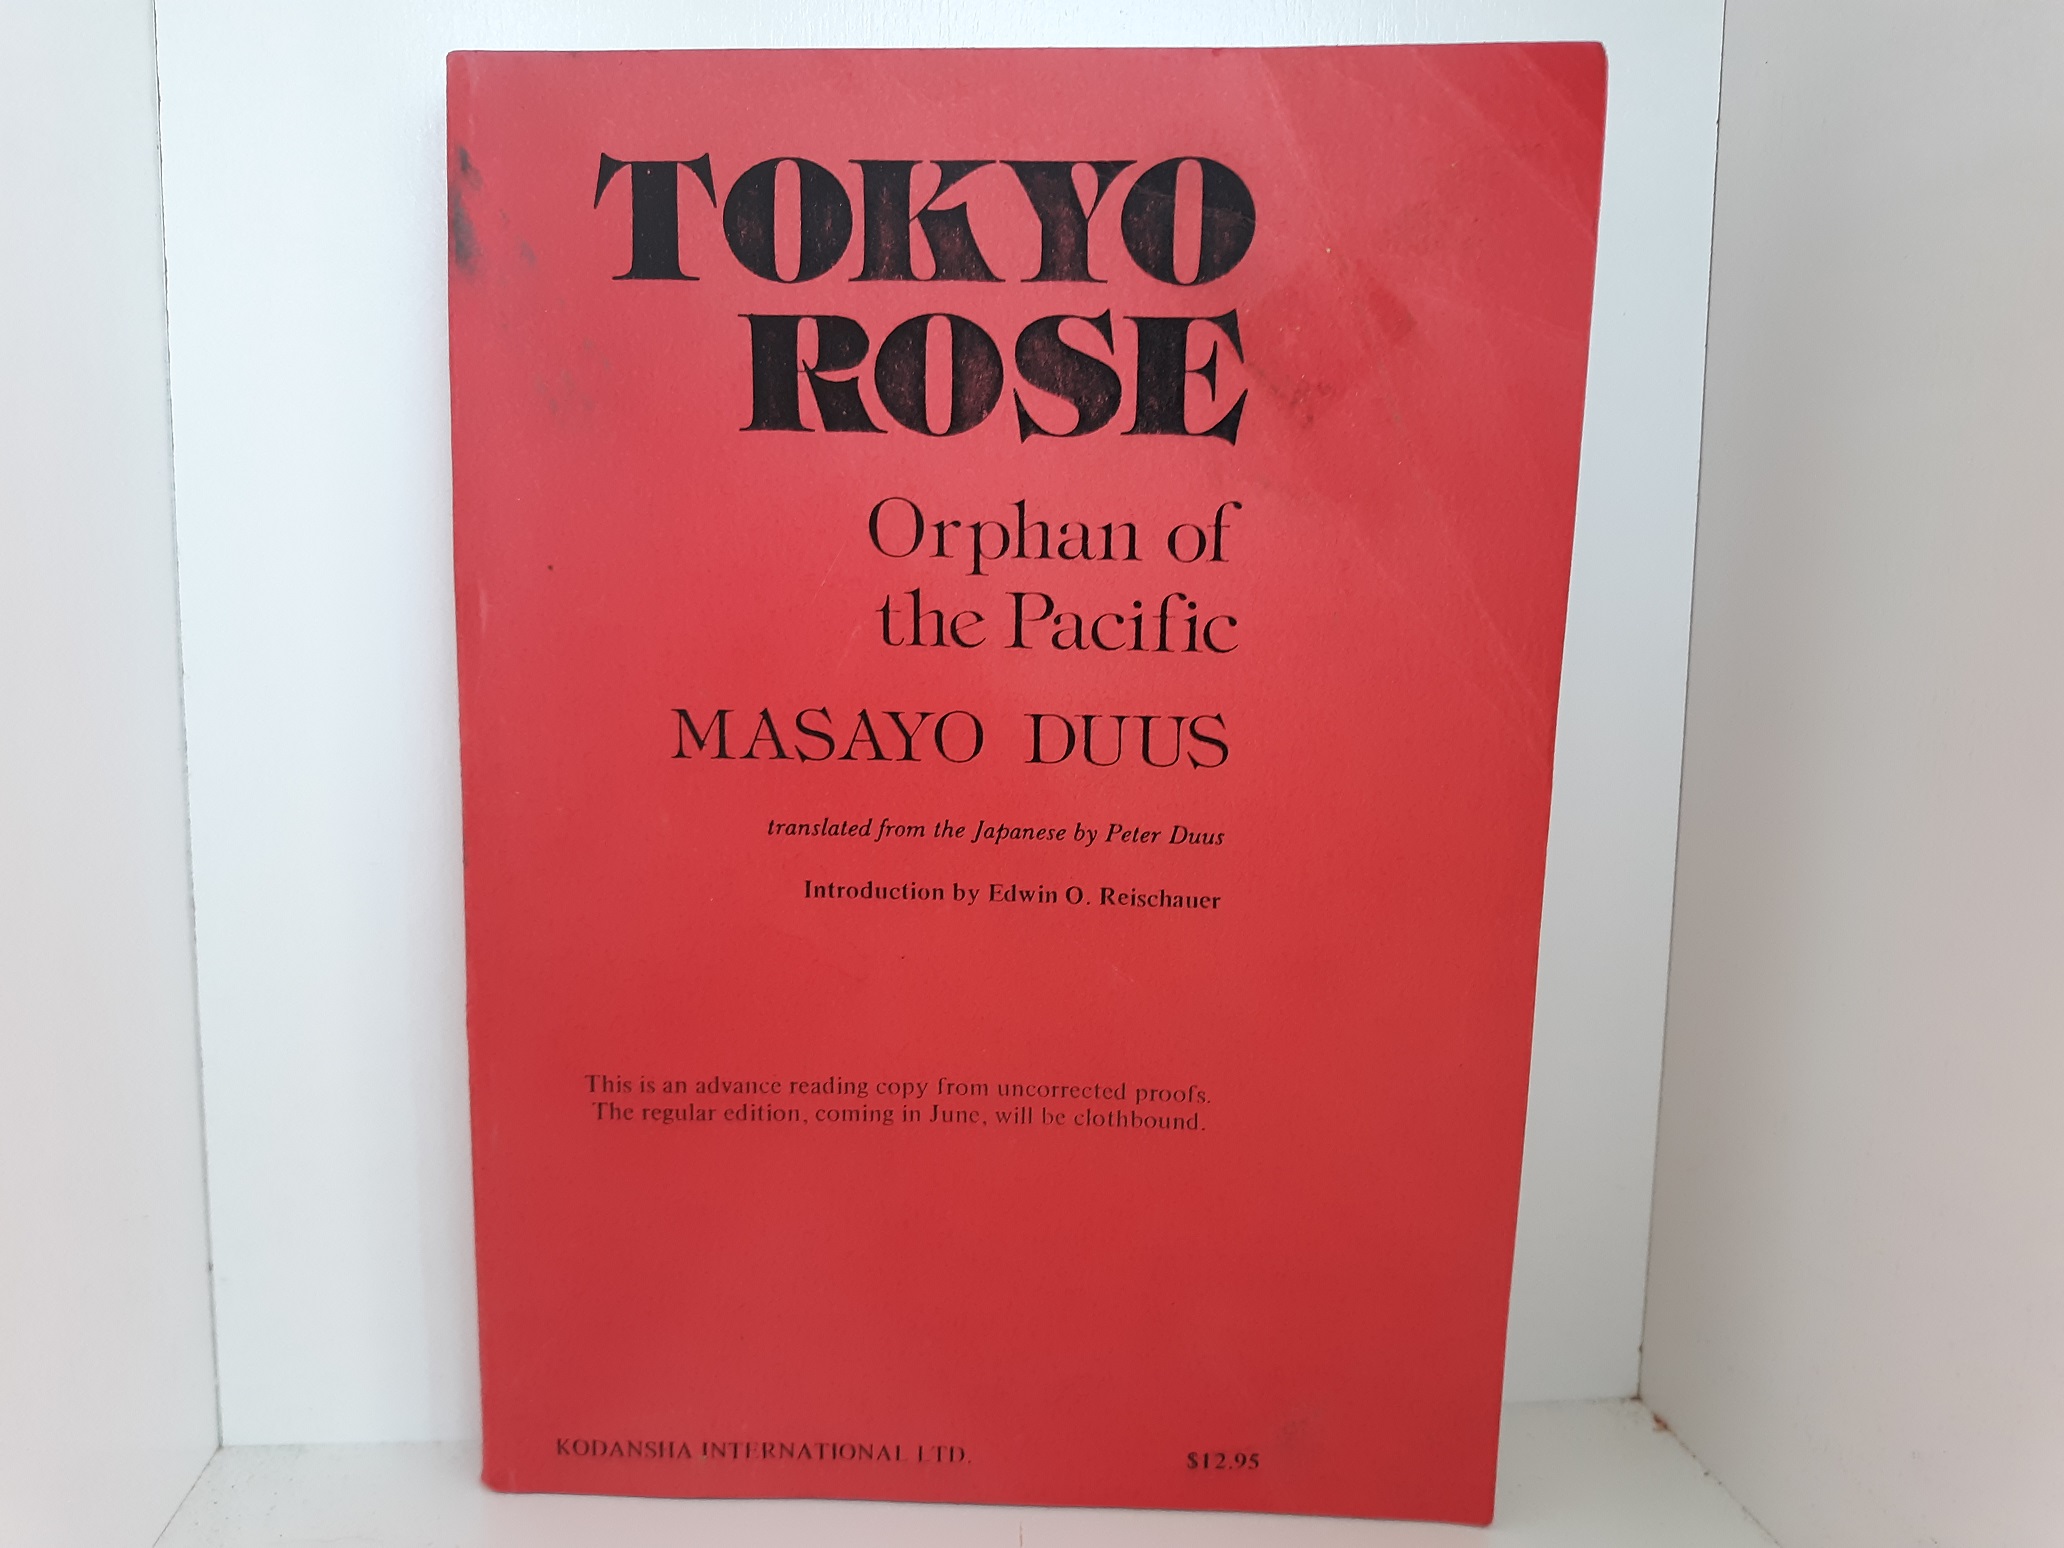 TOKYO
ROSE
Orphan of
the Pacific
MASAYO DUUS
translated from the Japanese by Peter Duus
Introduction by Edwin O. Reischauer
This is an advance reading copy from uncorrected proofs.
The regular edition, coming in June, will be clothbound.
KODANSHA INTERNATIONAL LTD. $12.95